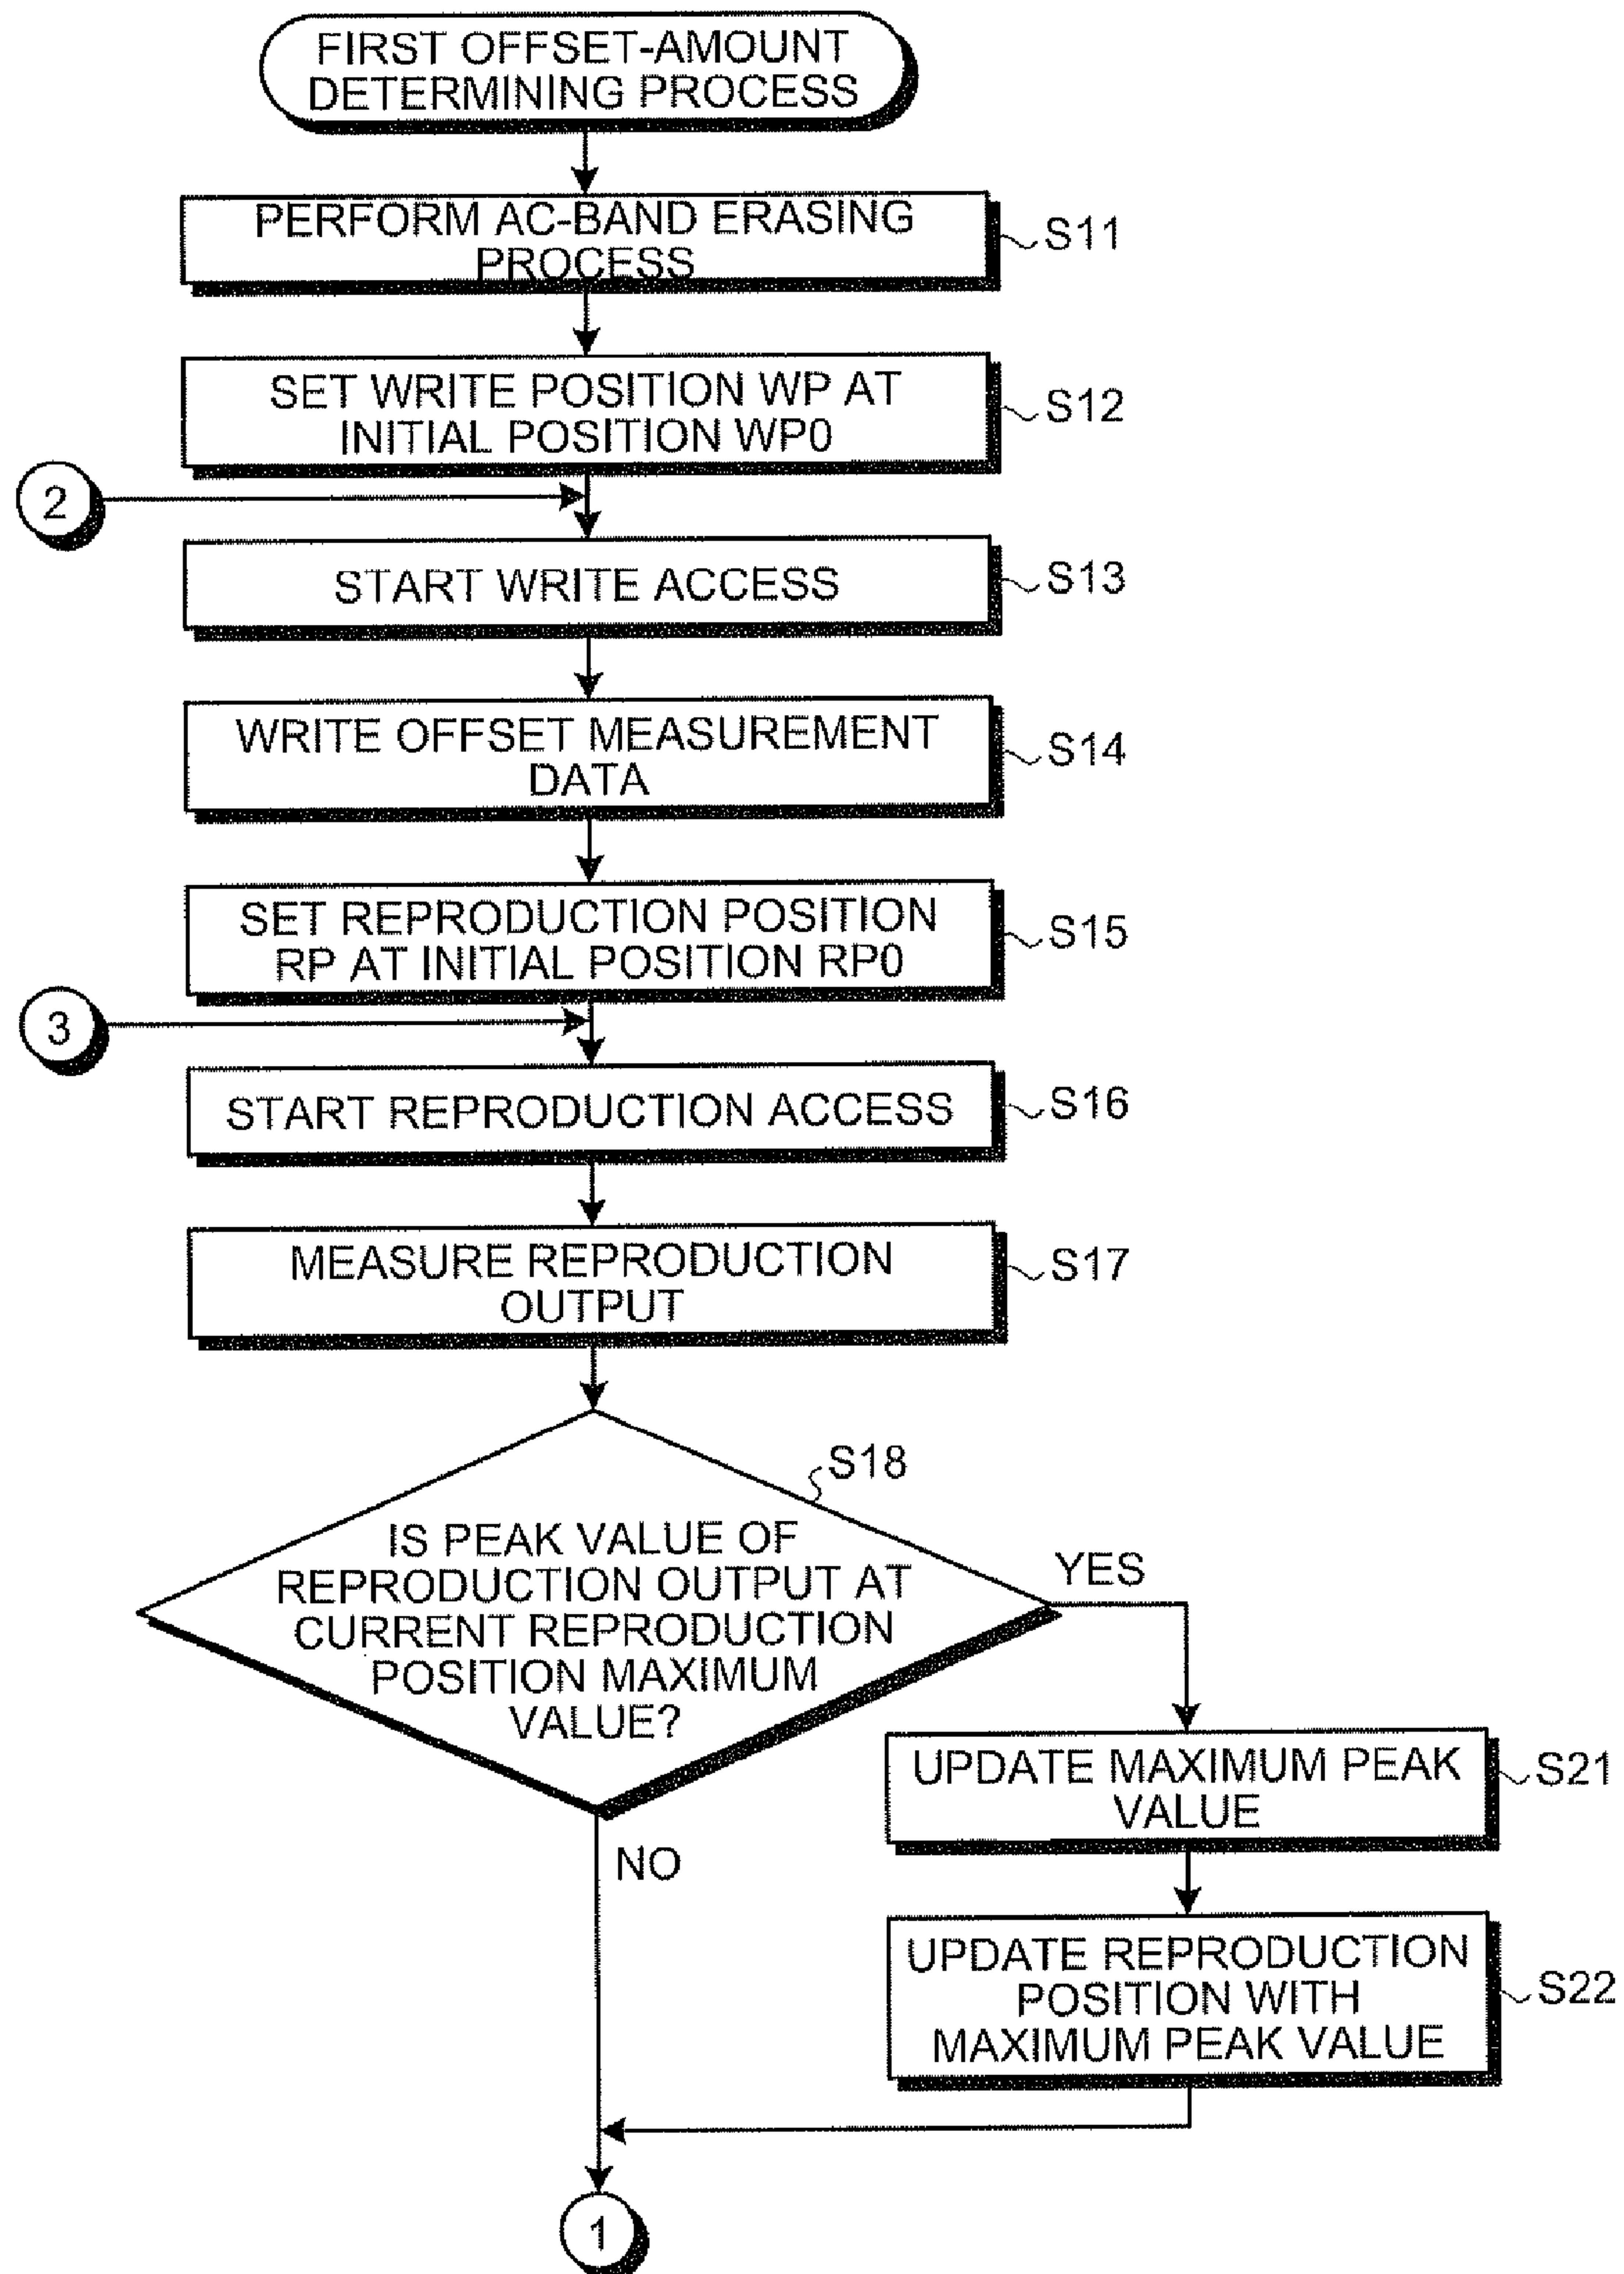 FIRST OFFSET-AMOUNT
DETERMINING PROCESS
PERFORM AC-BAND ERASING
PROCESS
S11
SET WRITE POSITION WP AT
INITIAL POSITION WP0
S12
2
START WRITE ACCESS
S13
WRITE OFFSET MEASUREMENT
DATA
S14
SET REPRODUCTION POSITION
RP AT INITIAL POSITION RP0
S15
3
START REPRODUCTION ACCESS
S16
MEASURE REPRODUCTION
OUTPUT
S17
S18
IS PEAK VALUE OF
REPRODUCTION OUTPUT AT
CURRENT REPRODUCTION
POSITION MAXIMUM
VALUE?
YES
NO
UPDATE MAXIMUM PEAK
VALUE
S21
UPDATE REPRODUCTION
POSITION WITH
MAXIMUM PEAK VALUE
S22
1